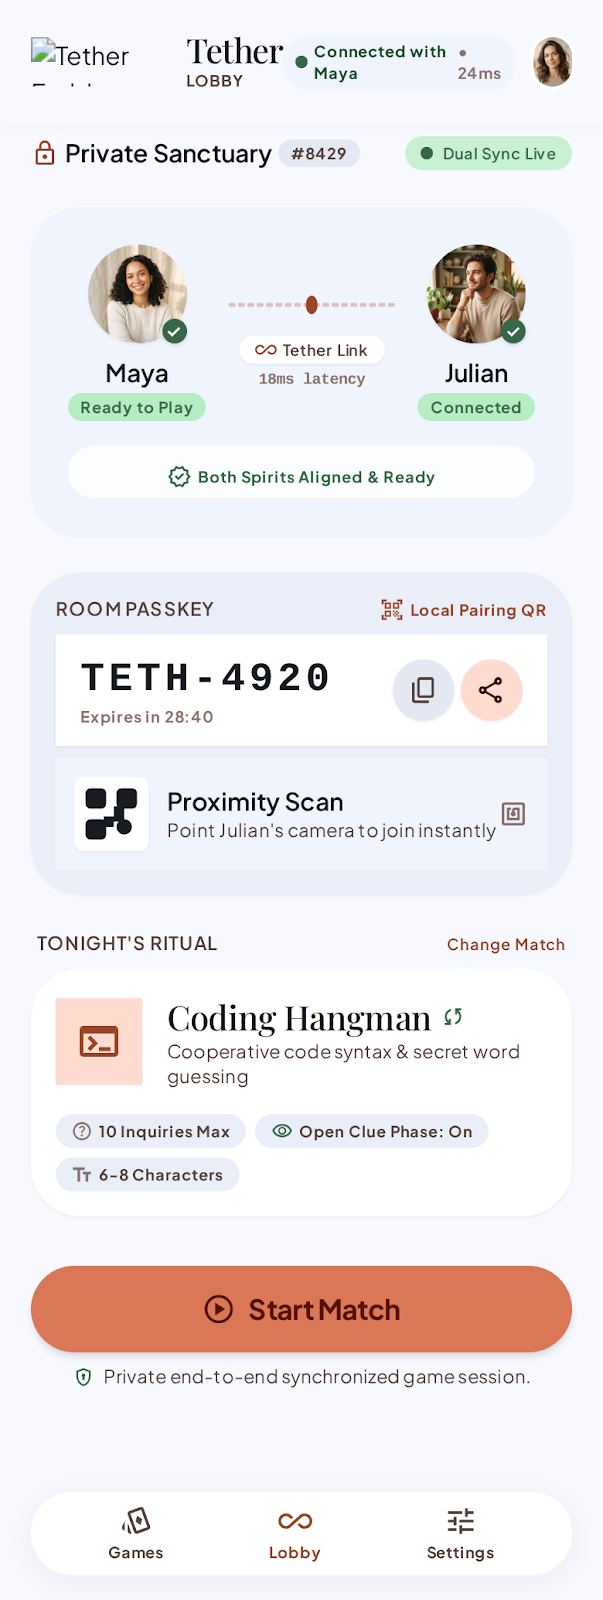 Tether
Tether
LOBBY
Connected with
Maya
• 24ms
Private Sanctuary
#8429
Dual Sync Live
Maya
Ready to Play
Tether Link
18ms latency
Julian
Connected
Both Spirits Aligned & Ready
ROOM PASSKEY
Local Pairing QR
TETH-4920
Expires in 28:40
Proximity Scan
Point Julian's camera to join instantly
TONIGHT'S RITUAL
Change Match
Coding Hangman
Cooperative code syntax & secret word
guessing
10 Inquiries Max
Open Clue Phase: On
6-8 Characters
Start Match
Private end-to-end synchronized game session.
Games
Lobby
Settings